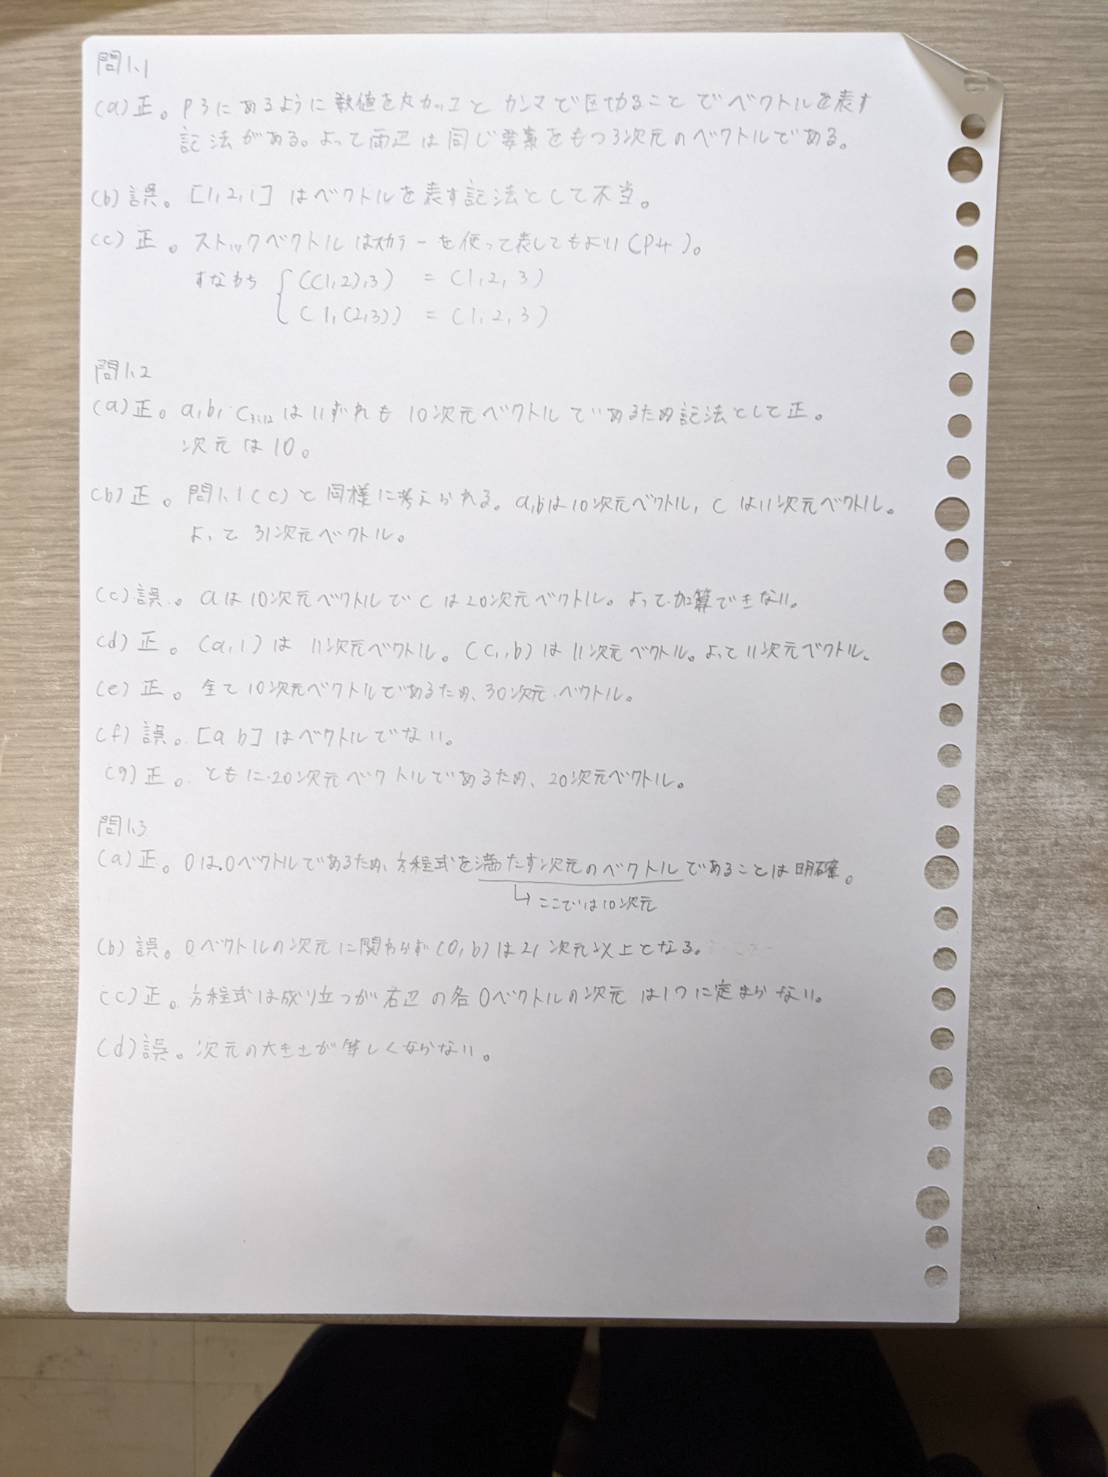 問1.1
(a) 正。P3にあるように数値を丸カッコとカンマで区切ることでベクトルを表す
記法がある。よって両辺は同じ要素をもつ3次元のベクトルである。
(b) 誤。[1,2,1] はベクトルを表す記法として不当。
(c) 正。ストックベクトルはスカラーを使って表してもよい(P4)。
すなわち ((1,2),3) = (1,2,3)
(1,(2,3)) = (1,2,3)
問1.2
(a) 正。a,b,c3:12はいずれも10次元ベクトルであるため記法として正。
次元は10。
(b) 正。問1.1(c)と同様に考えられる。a,bは10次元ベクトル, cは11次元ベクトル。
よって31次元ベクトル。
(c) 誤。aは10次元ベクトルでcは20次元ベクトル。よって加算できない。
(d) 正。(a,1)は11次元ベクトル。(c1,b)は11次元ベクトル。よって11次元ベクトル。
(e) 正。全て10次元ベクトルであるため、30次元ベクトル。
(f) 誤。[a b]はベクトルでない。
(g) 正。ともに20次元ベクトルであるため、20次元ベクトル。
問1.3
(a) 正。0は0ベクトルであるため、方程式を満たす次元のベクトルであることは明確。
↳ここでは10次元
(b) 誤。0ベクトルの次元に関わらず(0,b)は21次元以上となる。
(c) 正。方程式は成り立つが右辺の各0ベクトルの次元は1つに定まらない。
(d) 誤。次元の大きさが等しくならない。